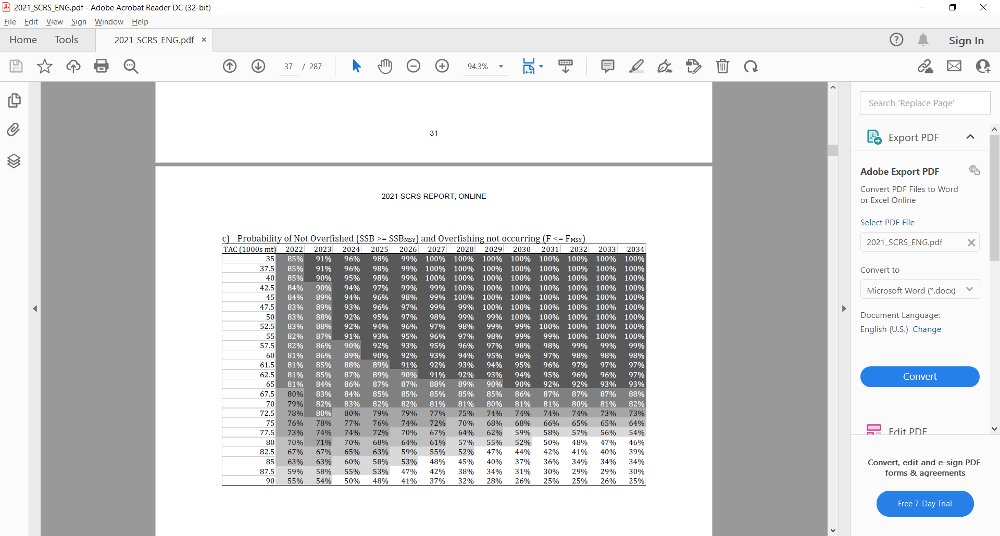 2021_SCRS_ENG.pdf - Adobe Acrobat Reader DC (32-bit)
File Edit View Sign Window Help
Home Tools 2021_SCRS_ENG.pdf × Sign In
37 / 287 94.3%
31
2021 SCRS REPORT, ONLINE
c) Probability of Not Overfished (SSB >= SSBMSY) and Overfishing not occurring (F <= FMSY)
TAC (1000s mt) 2022 2023 2024 2025 2026 2027 2028 2029 2030 2031 2032 2033 2034
35 85% 91% 96% 98% 99% 100% 100% 100% 100% 100% 100% 100% 100%
37.5 85% 91% 96% 98% 99% 100% 100% 100% 100% 100% 100% 100% 100%
40 85% 90% 95% 98% 99% 100% 100% 100% 100% 100% 100% 100% 100%
42.5 84% 90% 94% 97% 99% 99% 100% 100% 100% 100% 100% 100% 100%
45 84% 89% 94% 96% 98% 99% 100% 100% 100% 100% 100% 100% 100%
47.5 83% 89% 93% 96% 97% 99% 99% 100% 100% 100% 100% 100% 100%
50 83% 88% 92% 95% 97% 98% 99% 99% 100% 100% 100% 100% 100%
52.5 83% 88% 92% 94% 96% 97% 98% 99% 99% 100% 100% 100% 100%
55 82% 87% 91% 93% 95% 96% 97% 98% 99% 99% 100% 100% 100%
57.5 82% 86% 90% 92% 93% 95% 96% 97% 98% 98% 99% 99% 99%
60 81% 86% 89% 90% 92% 93% 94% 95% 96% 97% 98% 98% 98%
61.5 81% 85% 88% 89% 91% 92% 93% 94% 95% 96% 97% 97% 97%
62.5 81% 85% 87% 89% 90% 91% 92% 93% 94% 95% 96% 96% 97%
65 81% 84% 86% 87% 87% 88% 89% 90% 90% 92% 92% 93% 93%
67.5 80% 83% 84% 85% 85% 85% 85% 85% 86% 87% 87% 87% 88%
70 79% 82% 83% 82% 82% 81% 81% 80% 81% 81% 80% 81% 82%
72.5 78% 80% 80% 79% 79% 77% 75% 74% 74% 74% 74% 73% 73%
75 76% 78% 77% 76% 74% 72% 70% 68% 68% 66% 65% 65% 64%
77.5 73% 74% 74% 72% 70% 67% 64% 62% 59% 58% 57% 56% 54%
80 70% 71% 70% 68% 64% 61% 57% 55% 52% 50% 48% 47% 46%
82.5 67% 67% 65% 63% 59% 55% 52% 47% 44% 42% 41% 40% 39%
85 63% 63% 60% 58% 53% 48% 45% 40% 37% 36% 34% 34% 34%
87.5 59% 58% 55% 53% 47% 42% 38% 34% 31% 30% 29% 29% 30%
90 55% 54% 50% 48% 41% 37% 32% 28% 26% 25% 25% 26% 25%
Search 'Replace Page'
Export PDF
Adobe Export PDF
Convert PDF Files to Word
or Excel Online
Select PDF File
2021_SCRS_ENG.pdf
Convert to
Microsoft Word (*.docx)
Document Language:
English (U.S.) Change
Convert
Edit PDF
Convert, edit and e-sign PDF
forms & agreements
Free 7-Day Trial